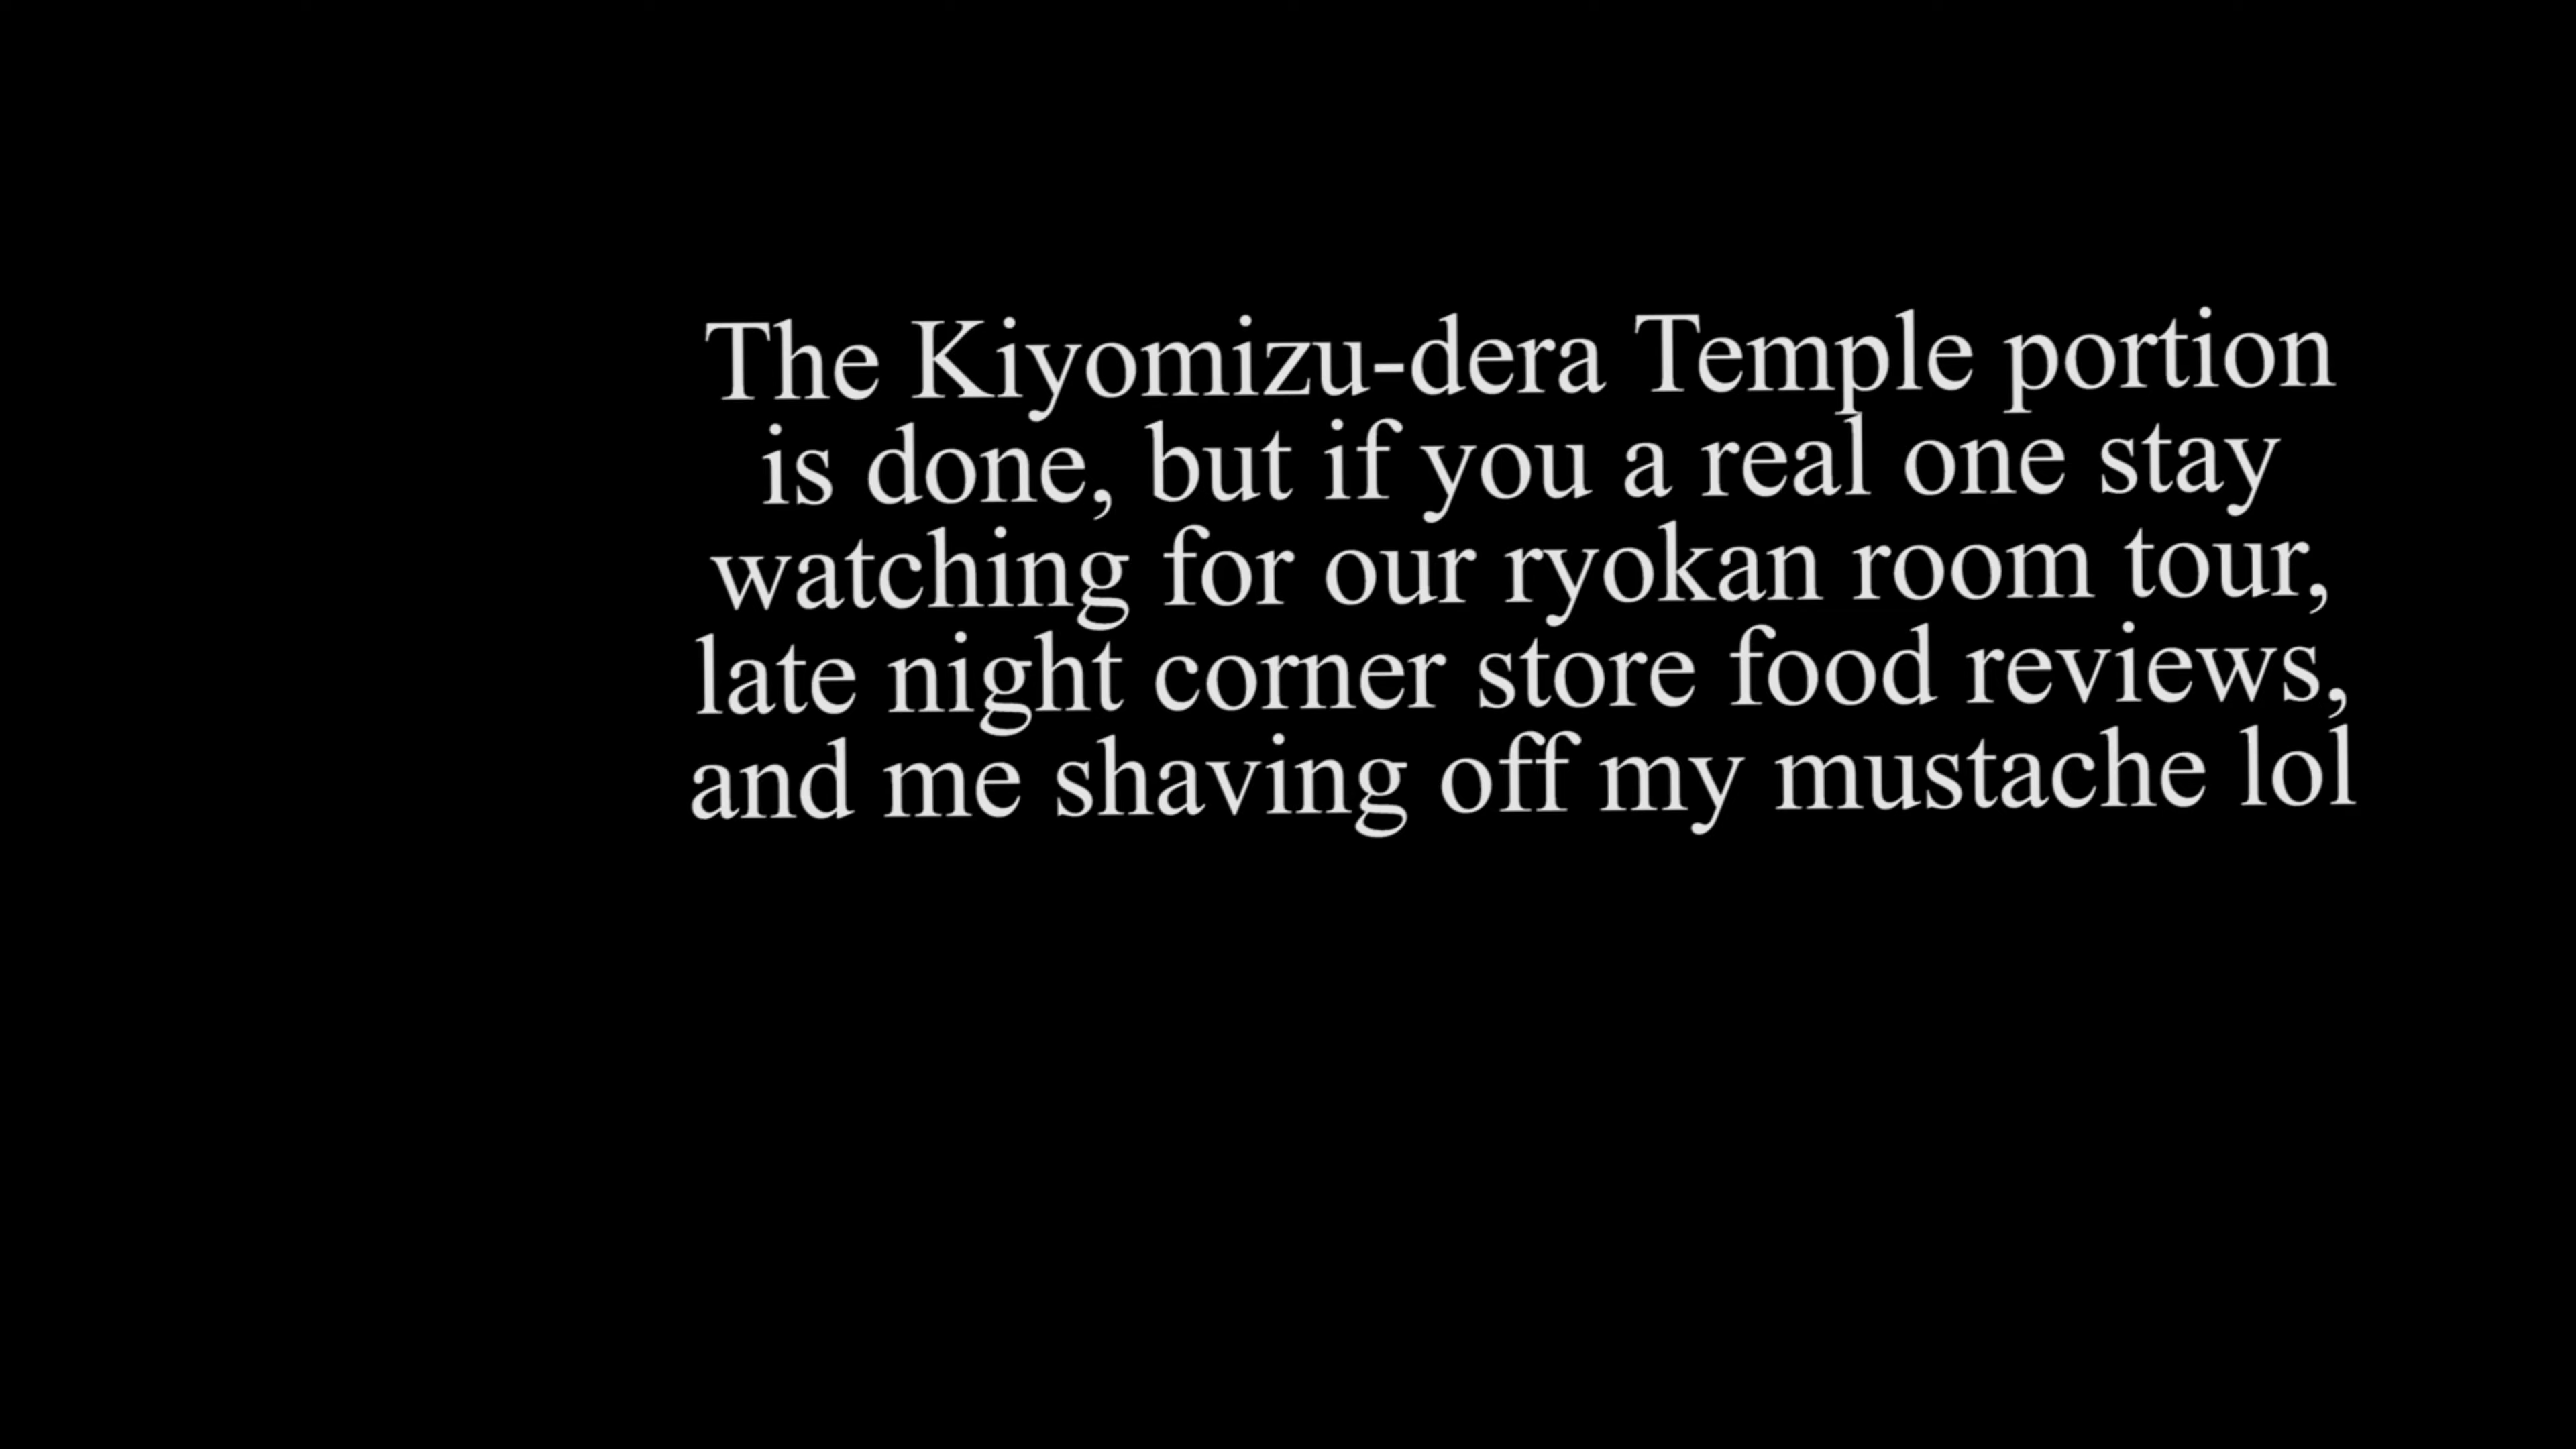 The Kiyomizu-dera Temple portion
is done, but if you a real one stay
watching for our ryokan room tour,
late night corner store food reviews,
and me shaving off my mustache lol